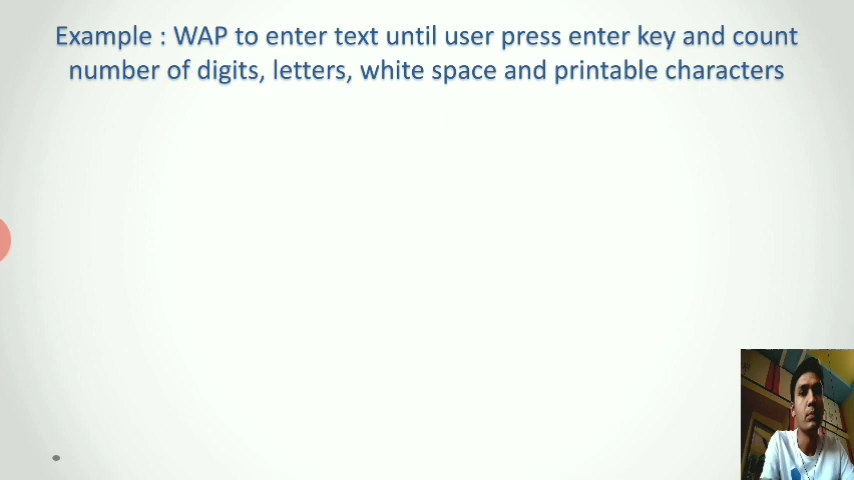 Example : WAP to enter text until user press enter key and count
number of digits, letters, white space and printable characters